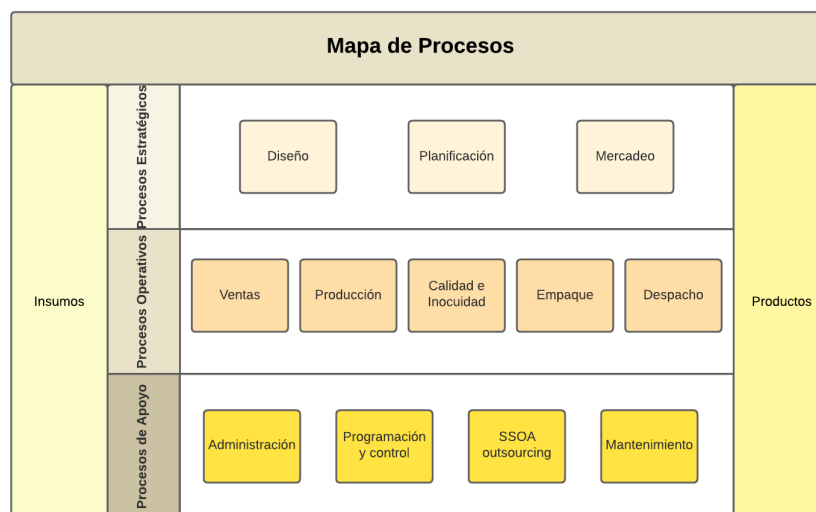 Mapa de Procesos
Insumos
Procesos Estratégicos
Diseño
Planificación
Mercadeo
Procesos Operativos
Ventas
Producción
Calidad e
Inocuidad
Empaque
Despacho
Productos
Procesos de Apoyo
Administración
Programación
y control
SSOA
outsourcing
Mantenimiento